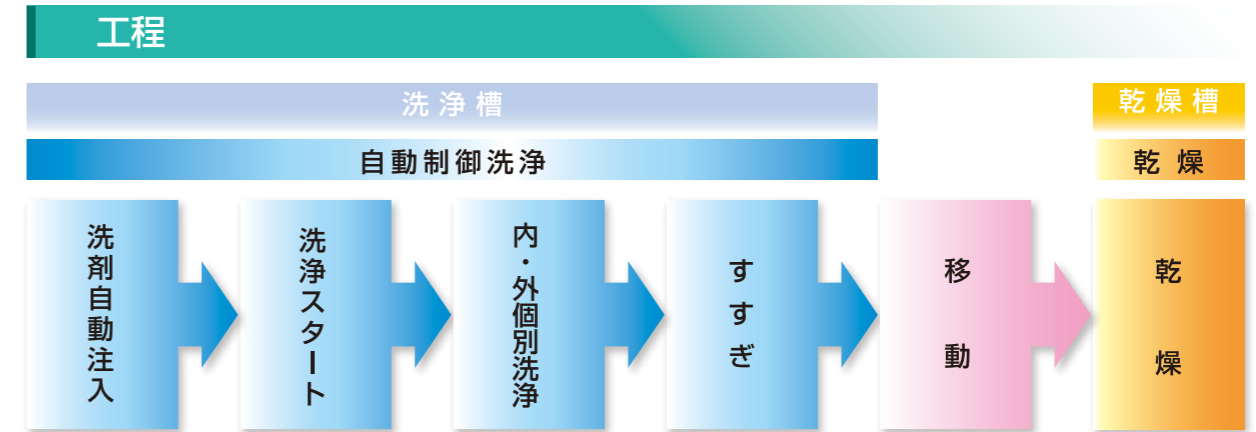 工程
洗浄槽
乾燥槽
自動制御洗浄
乾燥
洗剤自動注入
洗浄スタート
内・外個別洗浄
すすぎ
移動
乾燥